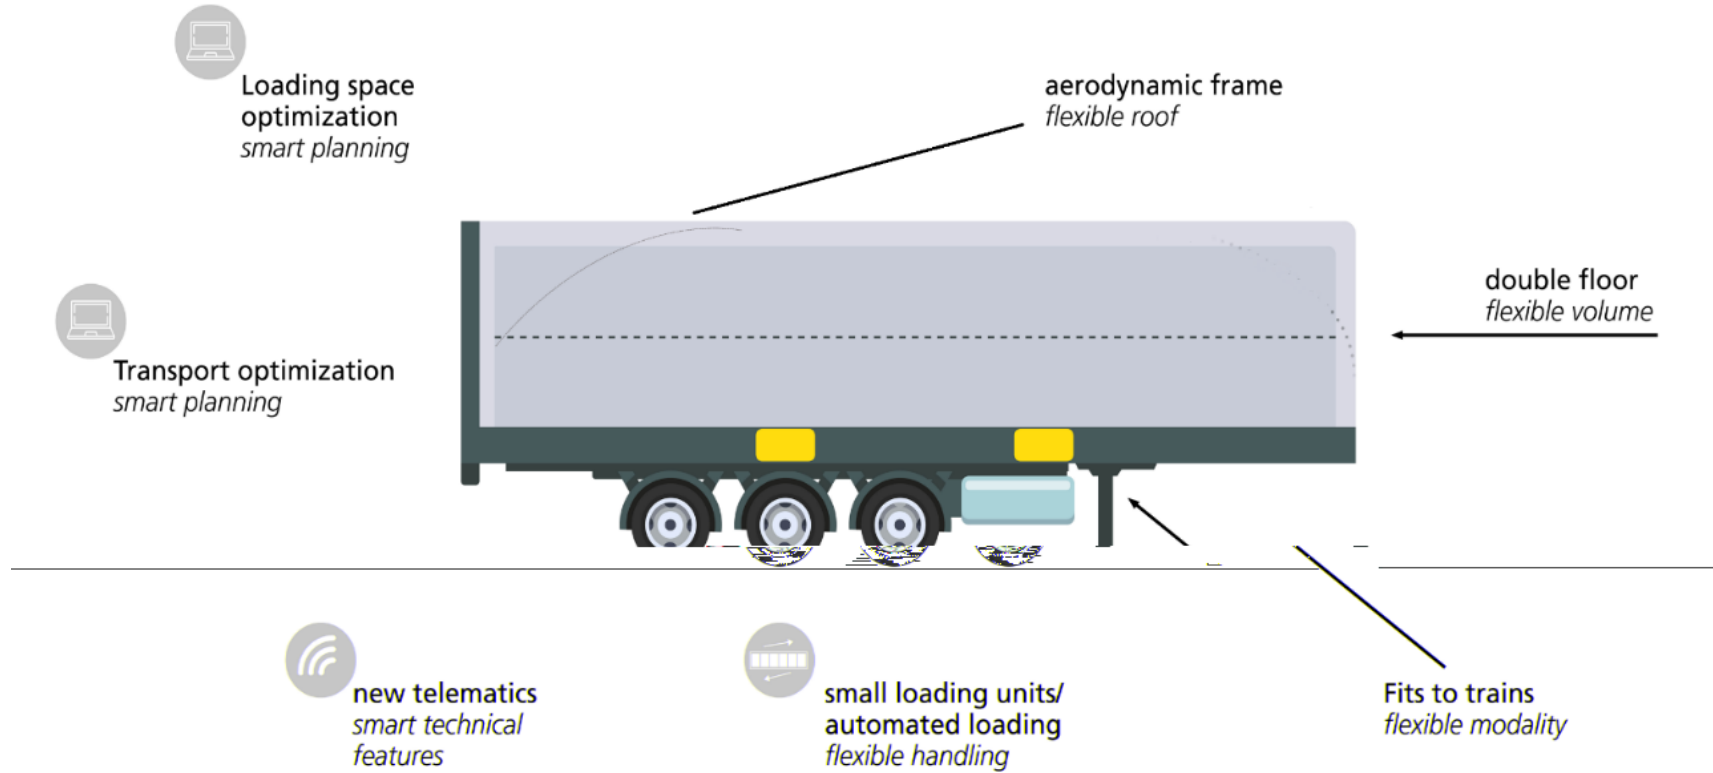 Loading space
optimization
smart planning
aerodynamic frame
flexible roof
double floor
flexible volume
Transport optimization
smart planning
new telematics
smart technical
features
small loading units/
automated loading
flexible handling
Fits to trains
flexible modality